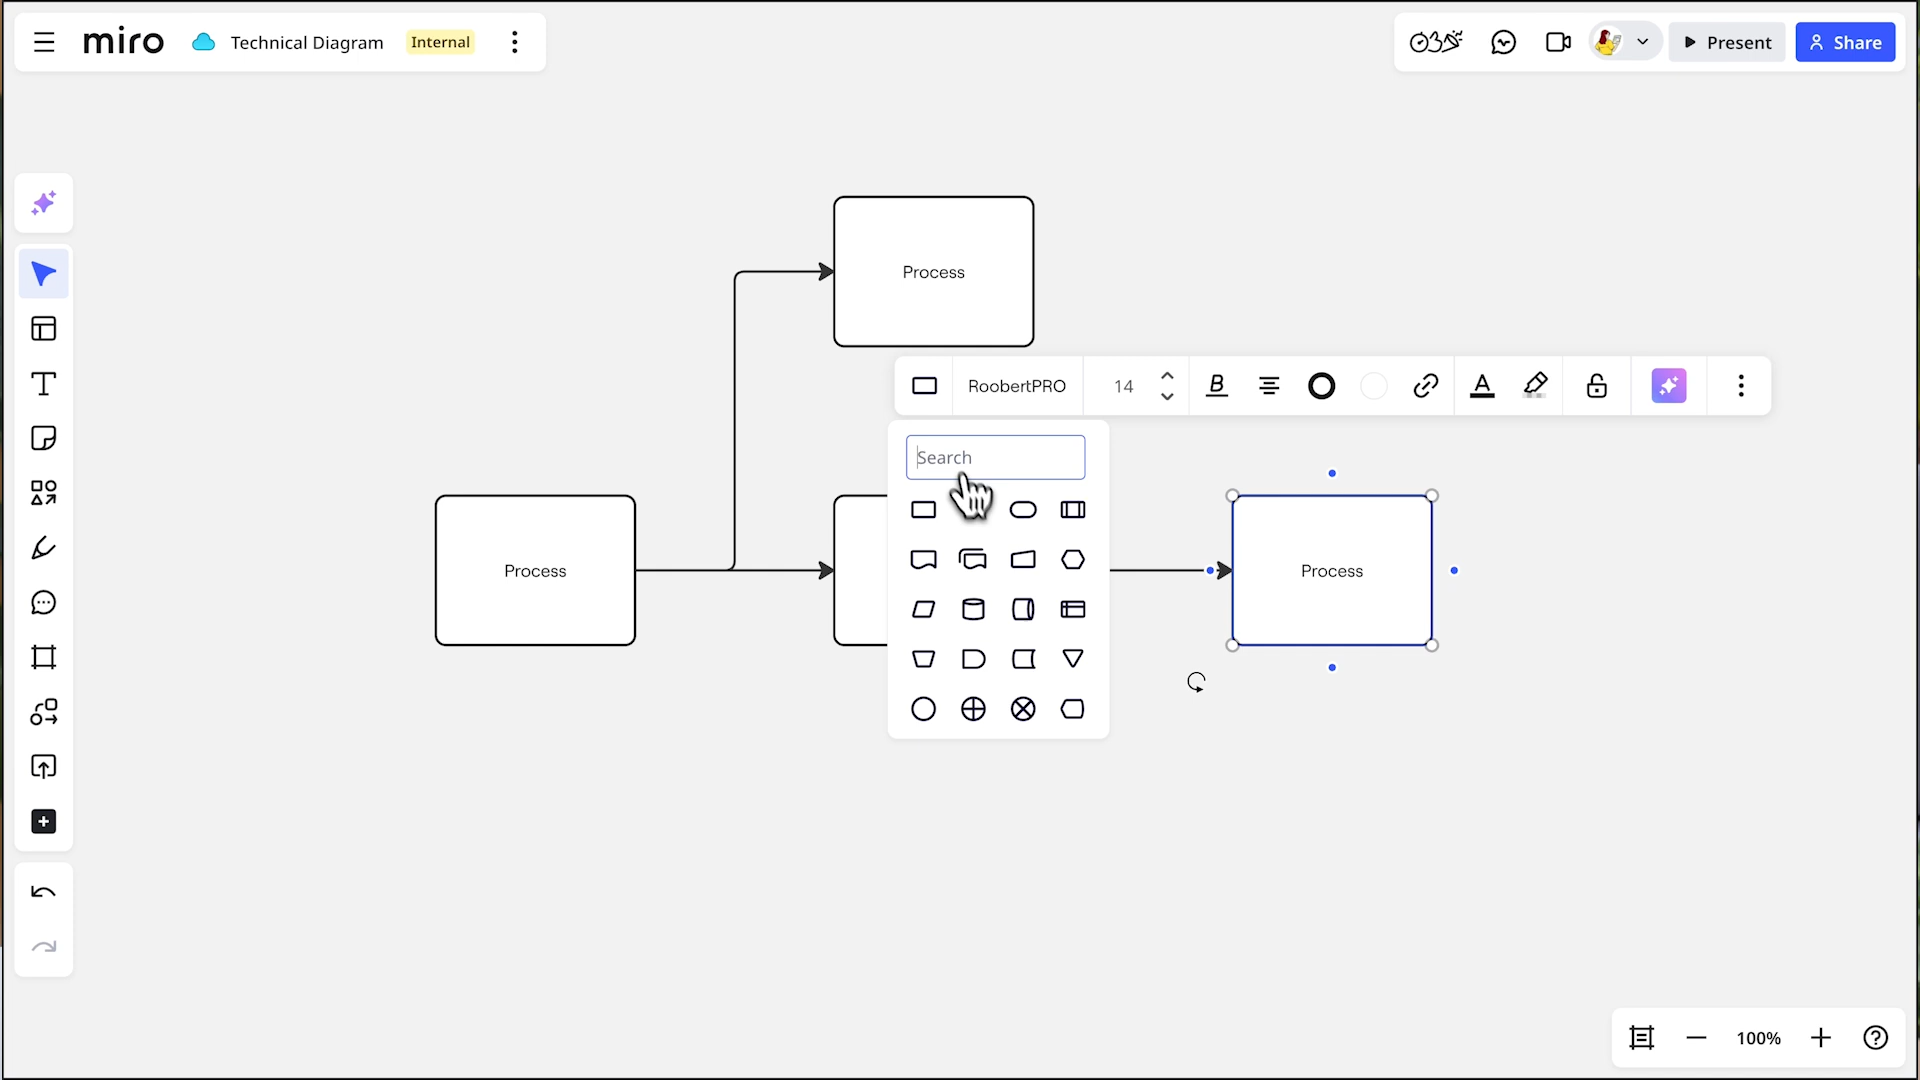 miro
Technical Diagram
Internal
Present
Share
Process
RoobertPRO
14
B
A
Search
Process
Process
100%